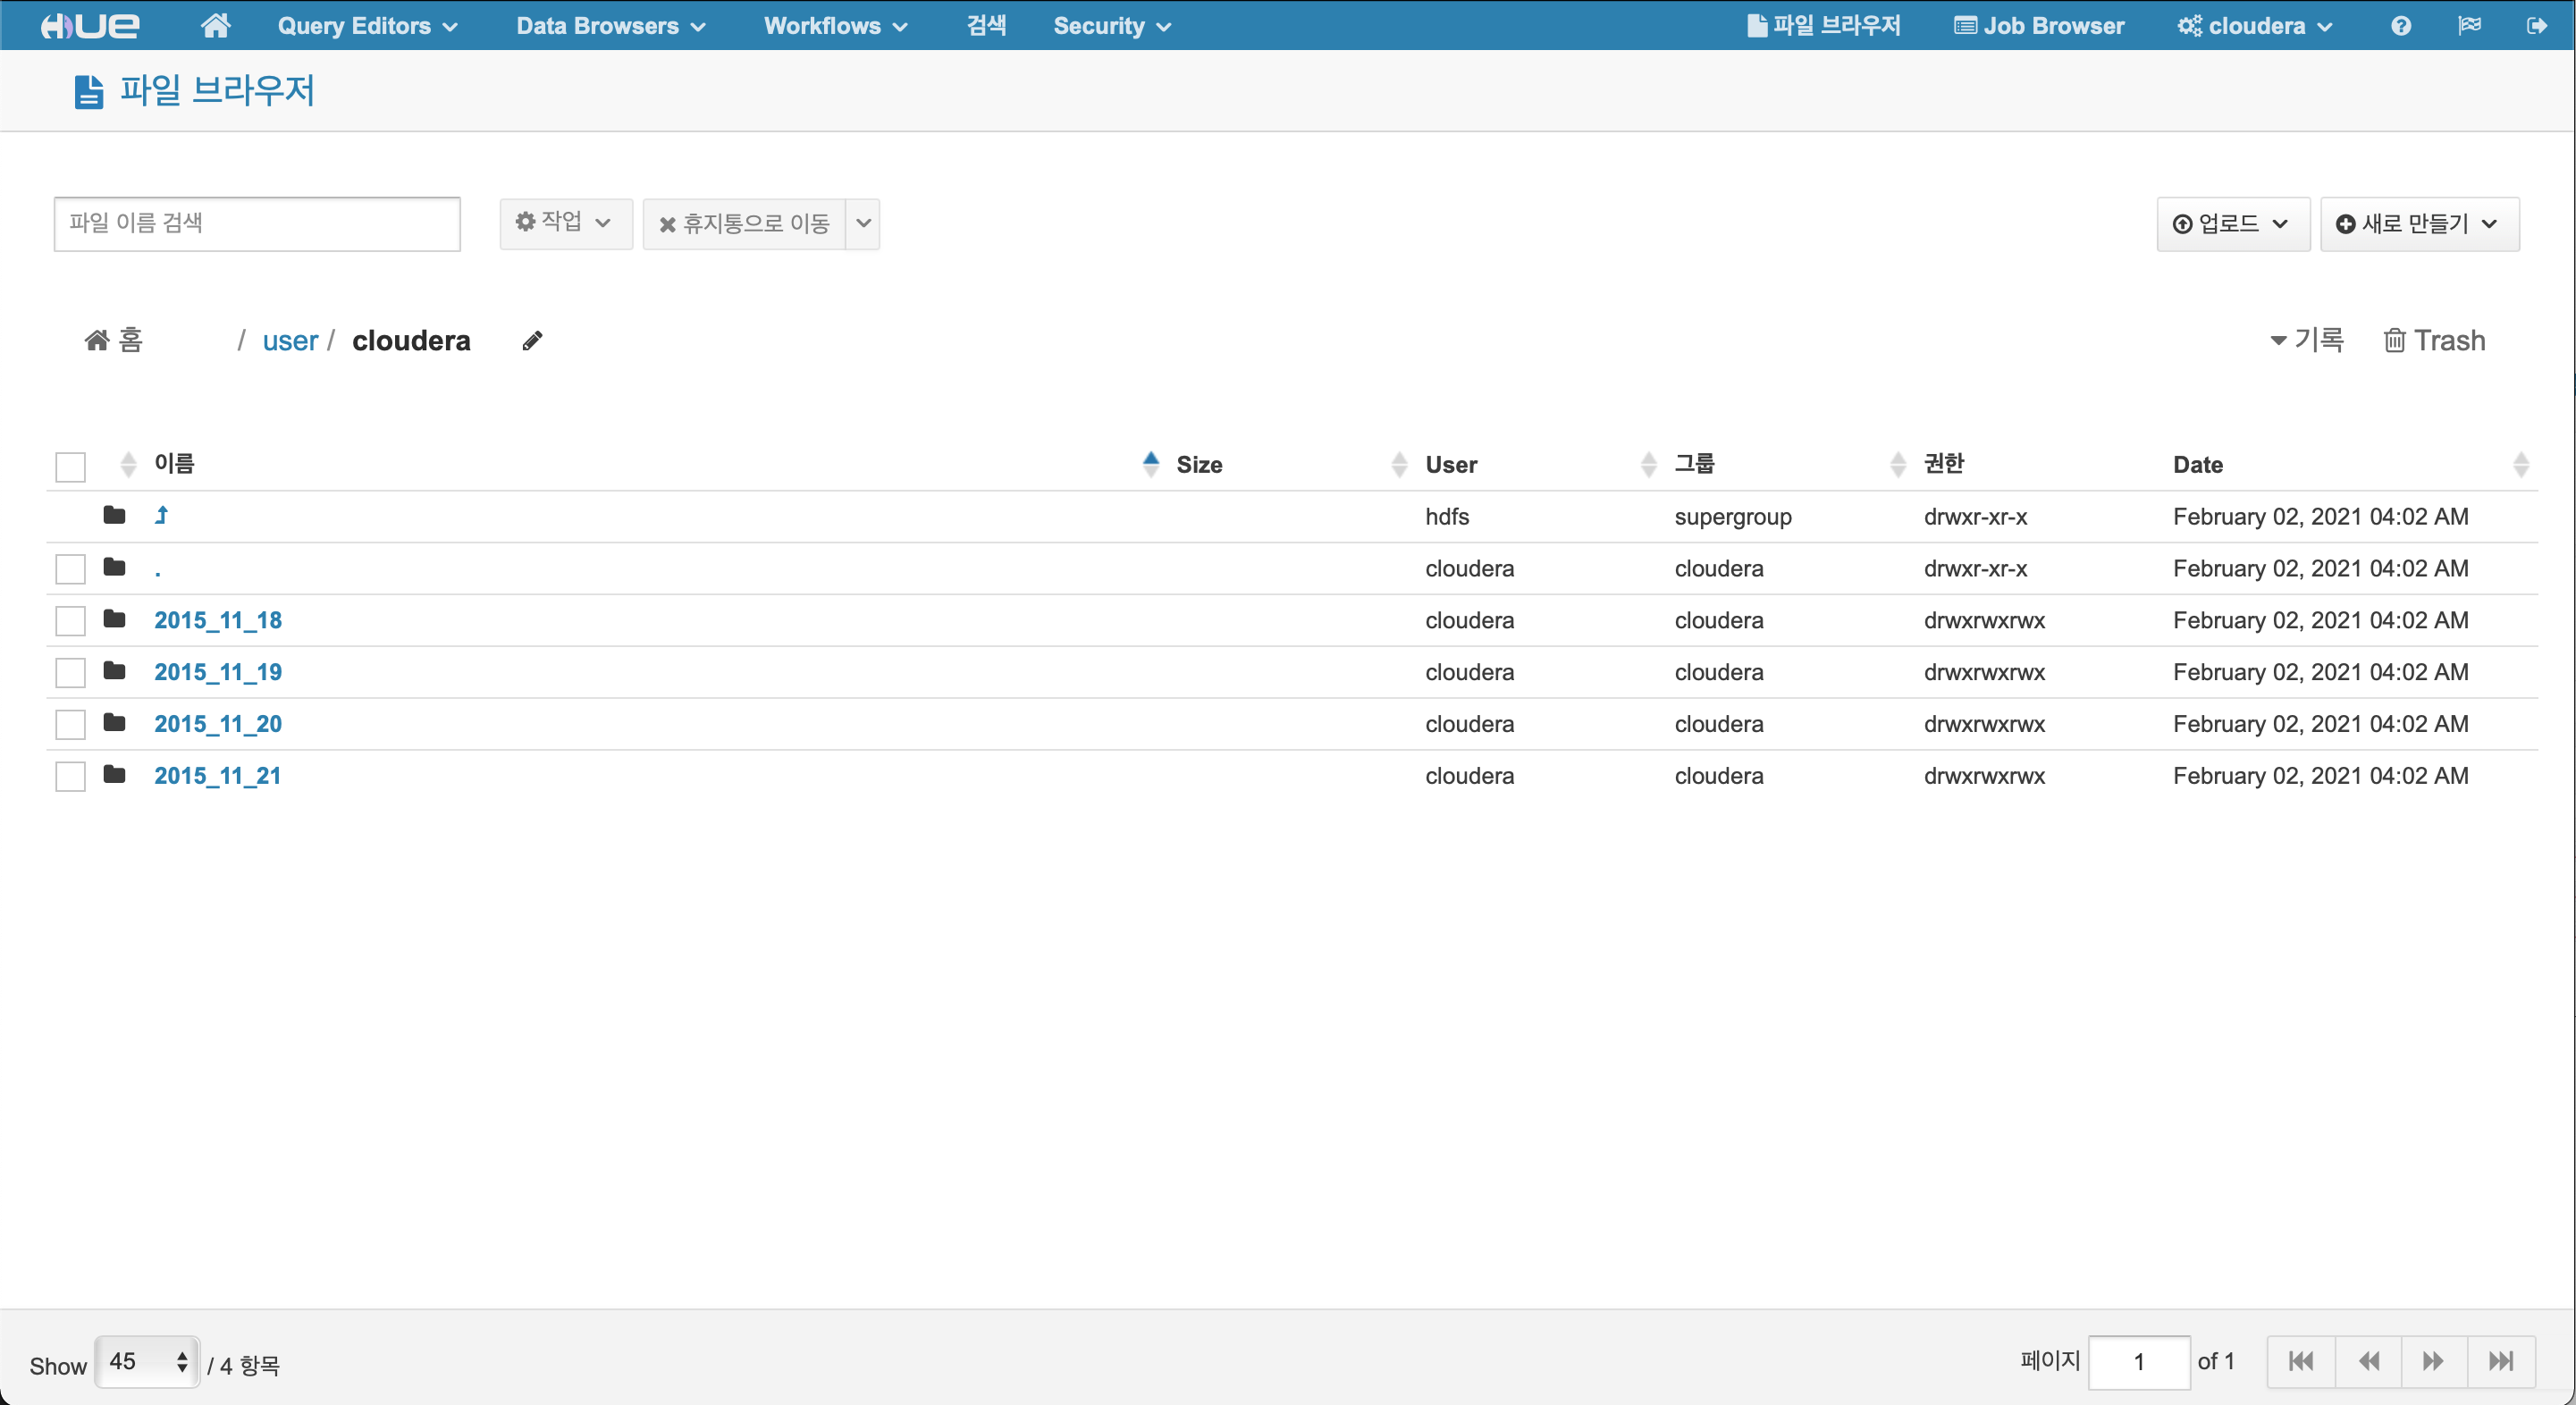 HUE Query Editors Data Browsers Workflows 검색 Security 파일 브라우저 Job Browser cloudera
파일 브라우저
파일 이름 검색 작업 휴지통으로 이동 업로드 새로 만들기
홈 / user / cloudera 기록 Trash
이름 Size User 그룹 권한 Date
hdfs supergroup drwxr-xr-x February 02, 2021 04:02 AM
. cloudera cloudera drwxr-xr-x February 02, 2021 04:02 AM
2015_11_18 cloudera cloudera drwxrwxrwx February 02, 2021 04:02 AM
2015_11_19 cloudera cloudera drwxrwxrwx February 02, 2021 04:02 AM
2015_11_20 cloudera cloudera drwxrwxrwx February 02, 2021 04:02 AM
2015_11_21 cloudera cloudera drwxrwxrwx February 02, 2021 04:02 AM
Show 45 / 4 항목 페이지 1 of 1